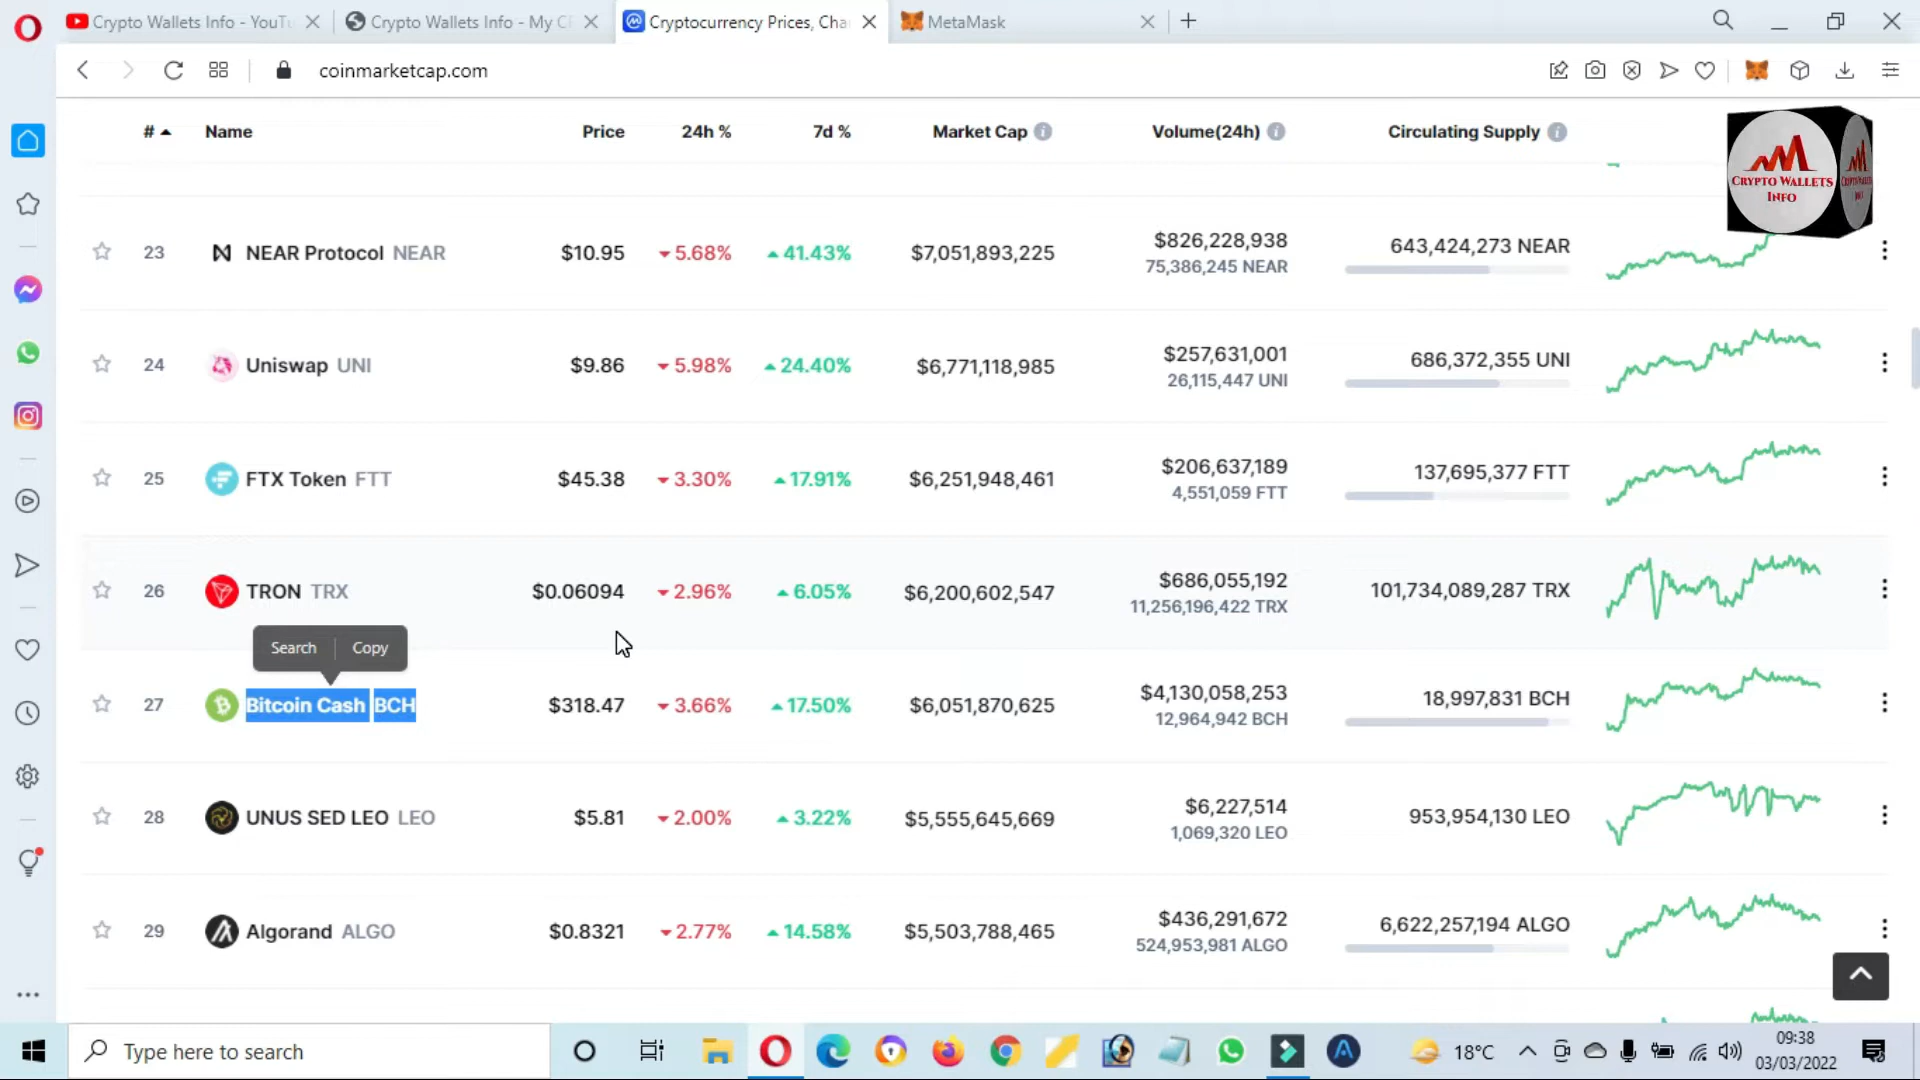 Crypto Wallets Info - YouTu
Crypto Wallets Info - My CF
Cryptocurrency Prices, Cha
MetaMask
coinmarketcap.com
# Name Price 24h % 7d % Market Cap Volume(24h) Circulating Supply
CRYPTO WALLETS
INFO
23 NEAR Protocol NEAR $10.95 5.68% 41.43% $7,051,893,225 $826,228,938 643,424,273 NEAR
75,386,245 NEAR
24 Uniswap UNI $9.86 5.98% 24.40% $6,771,118,985 $257,631,001 686,372,355 UNI
26,115,447 UNI
25 FTX Token FTT $45.38 3.30% 17.91% $6,251,948,461 $206,637,189 137,695,377 FTT
4,551,059 FTT
26 TRON TRX $0.06094 2.96% 6.05% $6,200,602,547 $686,055,192 101,734,089,287 TRX
11,256,196,422 TRX
Search Copy
27 Bitcoin Cash BCH $318.47 3.66% 17.50% $6,051,870,625 $4,130,058,253 18,997,831 BCH
12,964,942 BCH
28 UNUS SED LEO LEO $5.81 2.00% 3.22% $5,555,645,669 $6,227,514 953,954,130 LEO
1,069,320 LEO
29 Algorand ALGO $0.8321 2.77% 14.58% $5,503,788,465 $436,291,672 6,622,257,194 ALGO
524,953,981 ALGO
Type here to search
18°C
09:38
03/03/2022